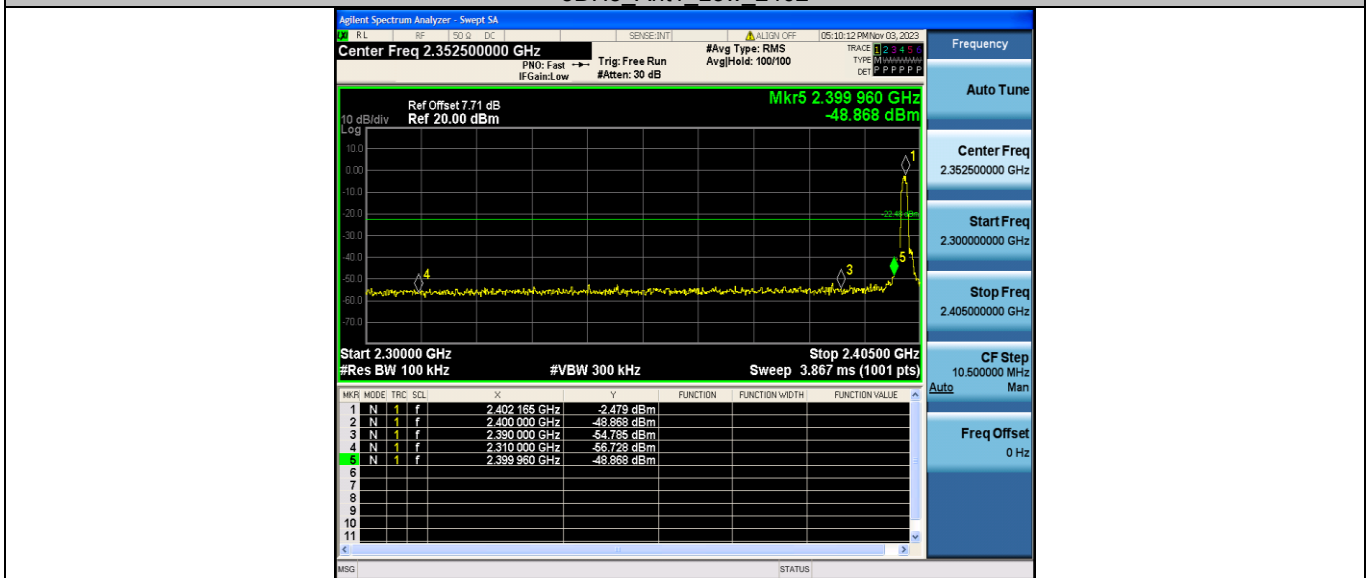 Agilent Spectrum Analyzer - Swept SA
RL RF 50 Ω DC SENSE:INT ALIGN OFF 05:10:12 PM Nov 03, 2023
Center Freq 2.352500000 GHz
PNO: Fast
IFGain:Low
Trig: Free Run
#Atten: 30 dB
#Avg Type: RMS
Avg|Hold: 100/100
TRACE 1 2 3 4 5 6
TYPE M
DET P P P P P P
Frequency
Auto Tune
Mkr5 2.399 960 GHz
-48.868 dBm
Ref Offset 7.71 dB
10 dB/div Ref 20.00 dBm
Log
10.0
0.00
-10.0
-20.0
-30.0
-40.0
-50.0
-60.0
-70.0
1
4
3
5
Center Freq
2.352500000 GHz
Start Freq
2.300000000 GHz
Stop Freq
2.405000000 GHz
CF Step
10.500000 MHz
Auto Man
Freq Offset
0 Hz
Start 2.30000 GHz Stop 2.40500 GHz
#Res BW 100 kHz #VBW 300 kHz Sweep 3.867 ms (1001 pts)
MKR MODE TRC SCL X Y FUNCTION FUNCTION WIDTH FUNCTION VALUE
1 N 1 f 2.402 165 GHz -2.479 dBm
2 N 1 f 2.400 000 GHz -48.868 dBm
3 N 1 f 2.390 000 GHz -54.785 dBm
4 N 1 f 2.310 000 GHz -56.728 dBm
5 N 1 f 2.399 960 GHz -48.868 dBm
6
7
8
9
10
11
MSG STATUS